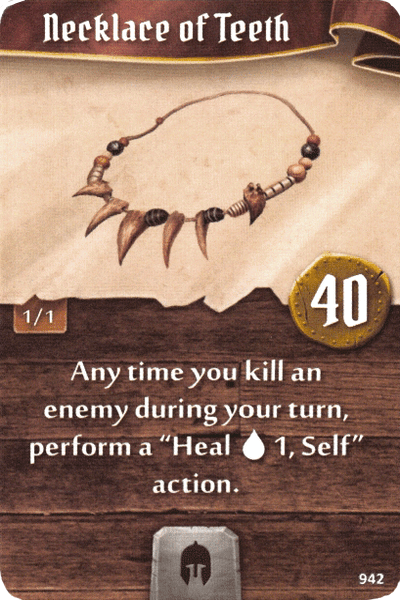 Necklace of Teeth
40
1/1
Any time you kill an
enemy during your turn,
perform a “Heal 1, Self”
action.
942